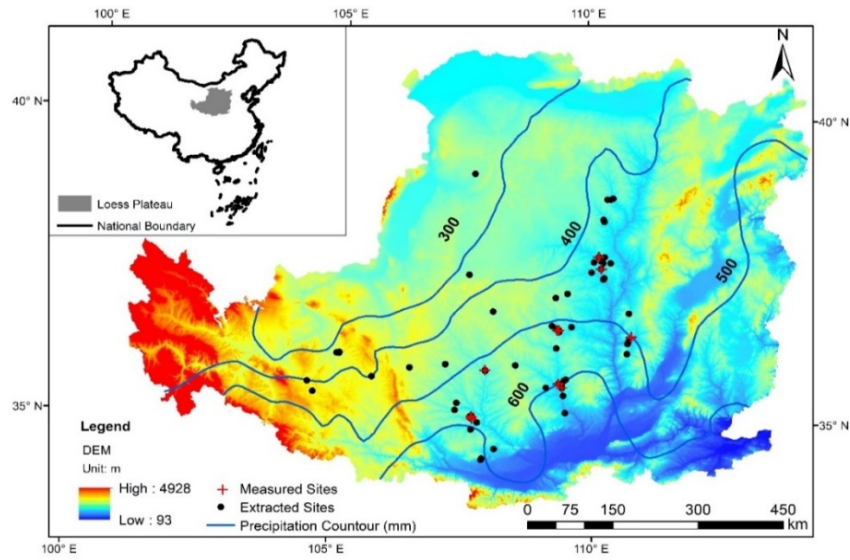 100° E
105° E
110° E
N
40° N
40° N
Loess Plateau
National Boundary
300
400
500
600
35° N
35° N
Legend
DEM
Unit: m
High : 4928
Low : 93
Measured Sites
Extracted Sites
Precipitation Countour (mm)
0 75 150 300 450
km
100° E
105° E
110° E